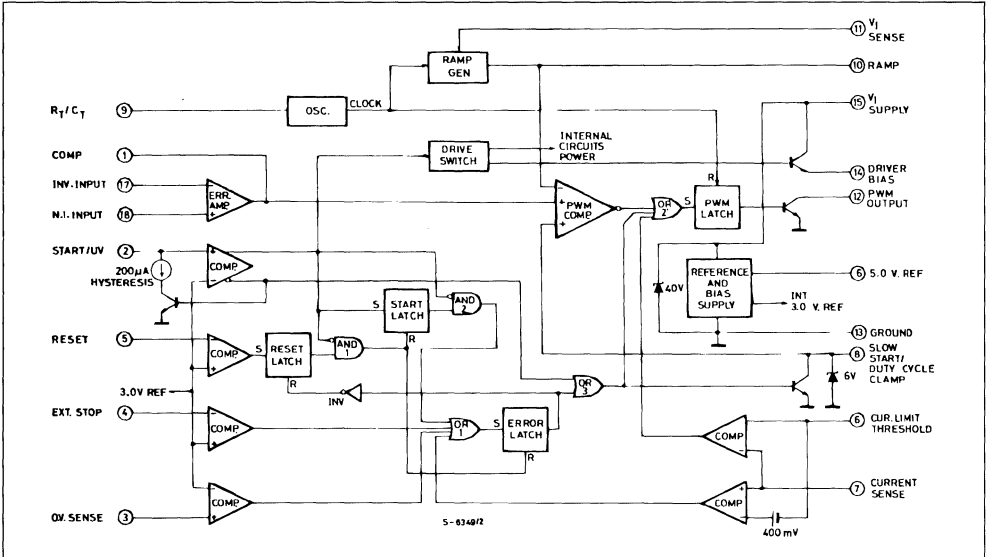 11 VI SENSE
RAMP GEN
10 RAMP
RT/CT 9
OSC.
CLOCK
15 VI SUPPLY
COMP 1
DRIVE SWITCH
INTERNAL CIRCUITS POWER
14 DRIVER BIAS
INV. INPUT 17
-
ERR. AMP
N.I. INPUT 18
+
-
+
+
PWM COMP
OR 2
S
R
PWM LATCH
12 PWM OUTPUT
START/UV 2
+
-
COMP.
200µA HYSTERESIS
REFERENCE AND BIAS SUPPLY
40V
6 5.0 V. REF
INT 3.0 V. REF
S
START LATCH
R
AND 2
13 GROUND
RESET 5
-
+
COMP.
S
RESET LATCH
R
AND 1
8 SLOW START/ DUTY CYCLE CLAMP
6V
3.0V REF
INV
OR 3
EXT. STOP 4
-
+
COMP.
OR 1
S
ERROR LATCH
R
COMP
6 CUR. LIMIT THRESHOLD
-
+
COMP
+
-
7 CURRENT SENSE
400 mV
O.V. SENSE 3
-
+
COMP.
S-6349/2